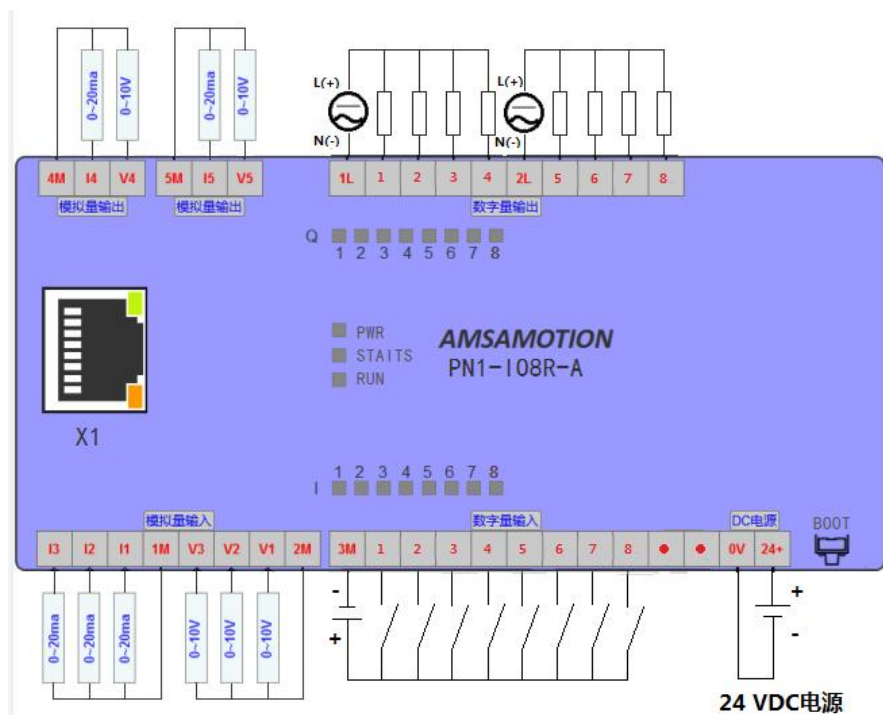 0~20ma 0~10V 0~20ma 0~10V
L(+) L(+)
N(-) N(-)
4M I4 V4 5M I5 V5 1L 1 2 3 4 2L 5 6 7 8
模拟量输出 模拟量输出 数字量输出
Q
1 2 3 4 5 6 7 8
PWR
STAITS
RUN
AMSAMOTION
PN1-IO8R-A
X1
1 2 3 4 5 6 7 8
I
模拟量输入 数字量输入 DC电源 BOOT
I3 I2 I1 1M V3 V2 V1 2M 3M 1 2 3 4 5 6 7 8 0V 24+
0~20ma 0~20ma 0~20ma 0~10V 0~10V 0~10V
- +
+ -
24 VDC电源